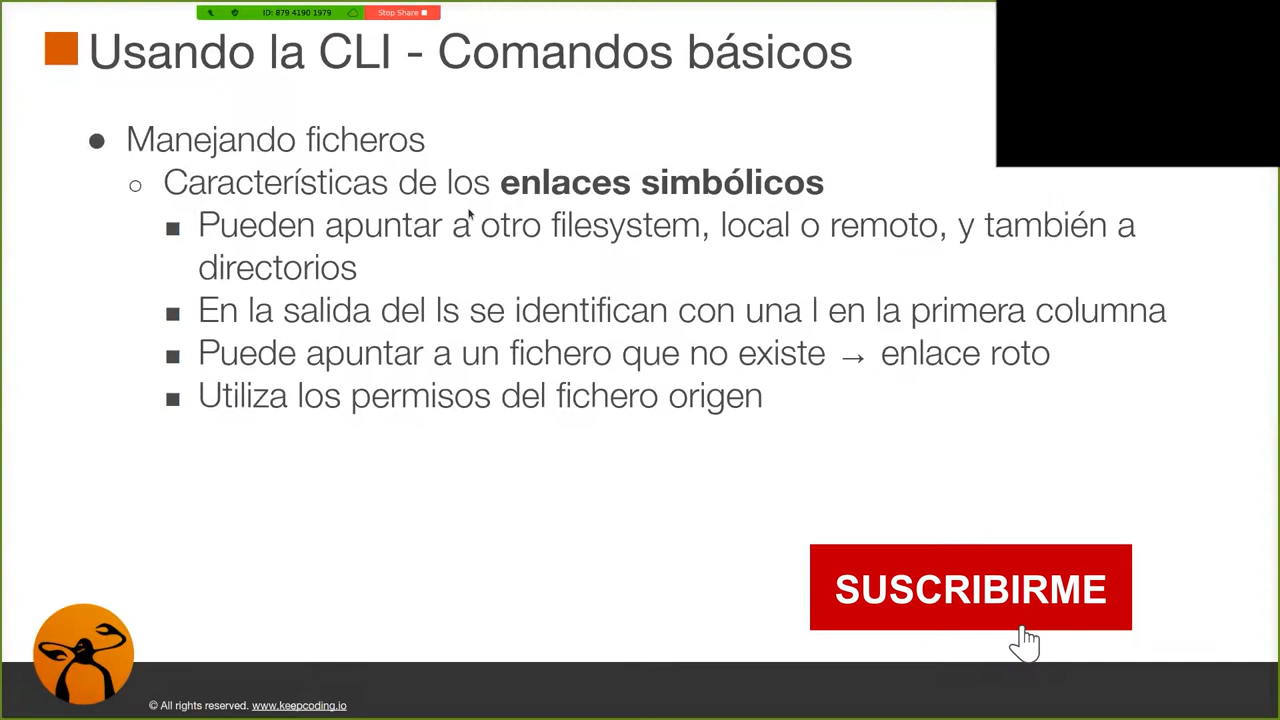 ID: 879 4190 1979
Stop Share
Usando la CLI - Comandos básicos
● Manejando ficheros
○ Características de los enlaces simbólicos
■ Pueden apuntar a otro filesystem, local o remoto, y también a
directorios
■ En la salida del ls se identifican con una l en la primera columna
■ Puede apuntar a un fichero que no existe → enlace roto
■ Utiliza los permisos del fichero origen
SUSCRIBIRME
© All rights reserved. www.keepcoding.io